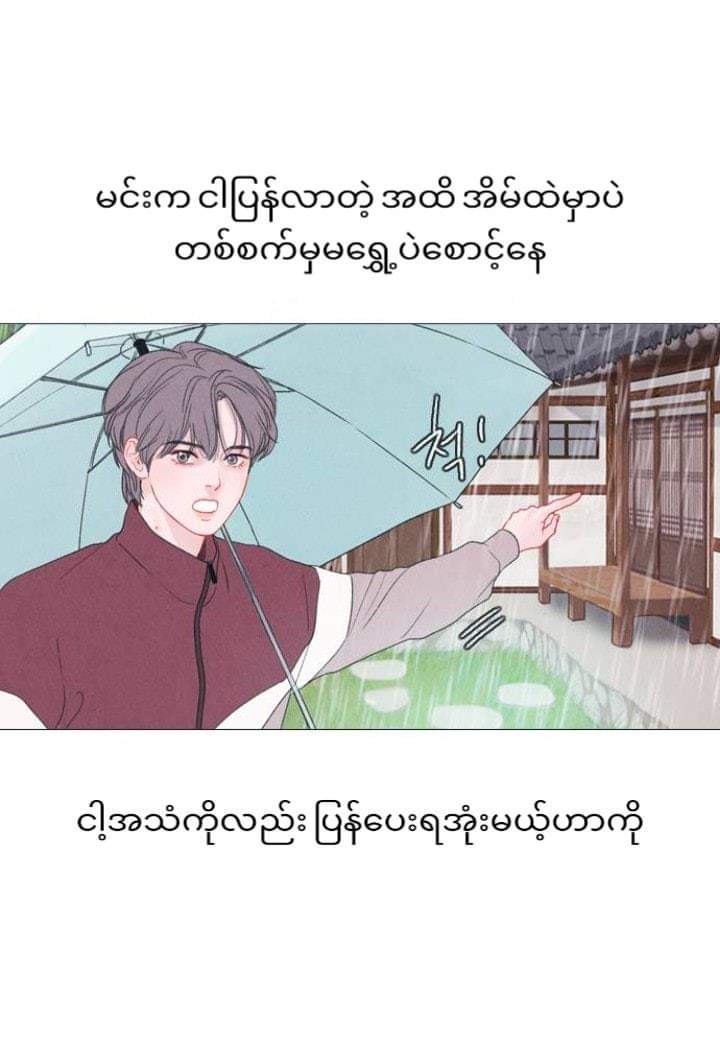 မင်းက ငါပြန်လာတဲ့ အထိ အိမ်ထဲမှာပဲ
တစ်စက်မှမရွှေ့ပဲစောင့်နေ
척!
ငါ့အသံကိုလည်း ပြန်ပေးရအုံးမယ့်ဟာကို